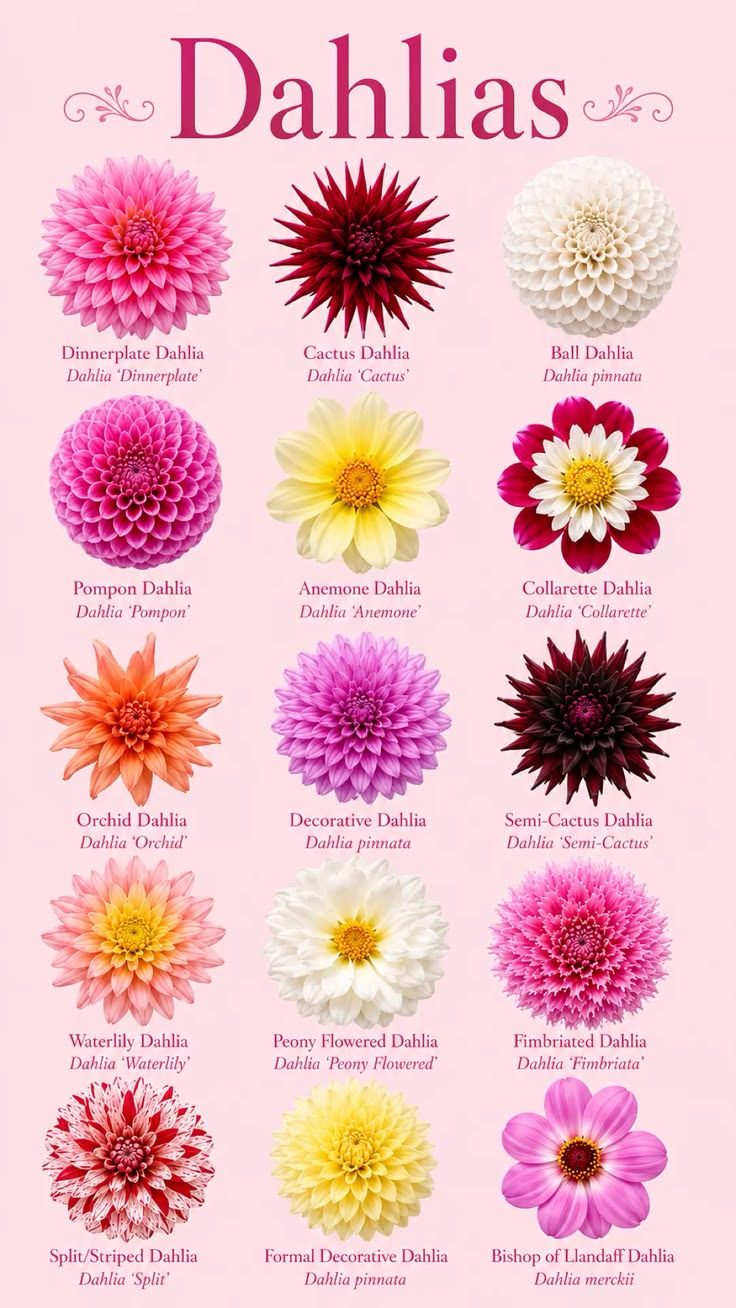 Dahlias
Dinnerplate Dahlia
Dahlia ‘Dinnerplate’
Cactus Dahlia
Dahlia ‘Cactus’
Ball Dahlia
Dahlia pinnata
Pompon Dahlia
Dahlia ‘Pompon’
Anemone Dahlia
Dahlia ‘Anemone’
Collarette Dahlia
Dahlia ‘Collarette’
Orchid Dahlia
Dahlia ‘Orchid’
Decorative Dahlia
Dahlia pinnata
Semi-Cactus Dahlia
Dahlia ‘Semi-Cactus’
Waterlily Dahlia
Dahlia ‘Waterlily’
Peony Flowered Dahlia
Dahlia ‘Peony Flowered’
Fimbriated Dahlia
Dahlia ‘Fimbriata’
Split/Striped Dahlia
Dahlia ‘Split’
Formal Decorative Dahlia
Dahlia pinnata
Bishop of Llandaff Dahlia
Dahlia merckii